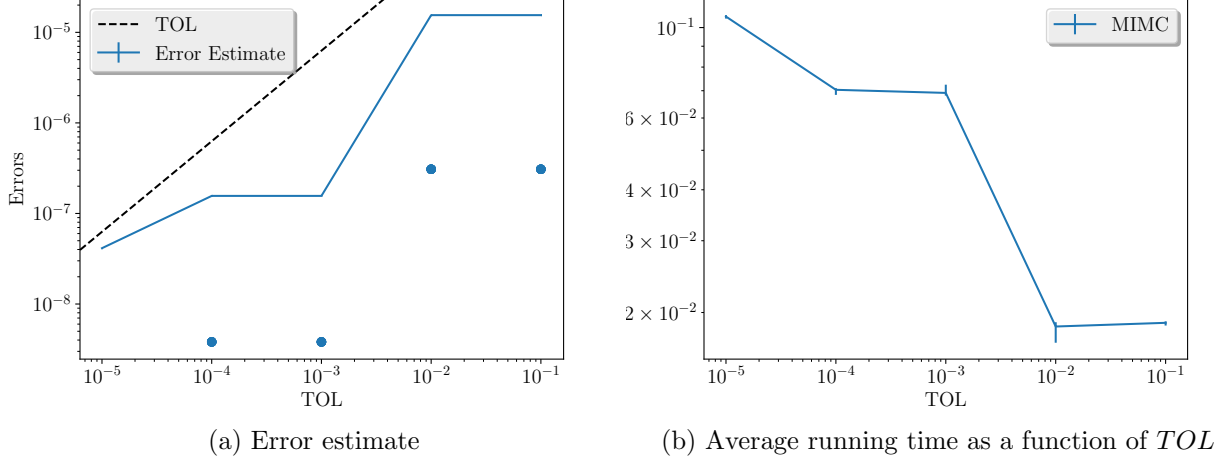 TOL
Error Estimate
10⁻⁵
10⁻⁶
10⁻⁷
10⁻⁸
Errors
10⁻⁵
10⁻⁴
10⁻³
10⁻²
10⁻¹
TOL
(a) Error estimate
MIMC
10⁻¹
6 × 10⁻²
4 × 10⁻²
3 × 10⁻²
2 × 10⁻²
10⁻⁵
10⁻⁴
10⁻³
10⁻²
10⁻¹
TOL
(b) Average running time as a function of TOL